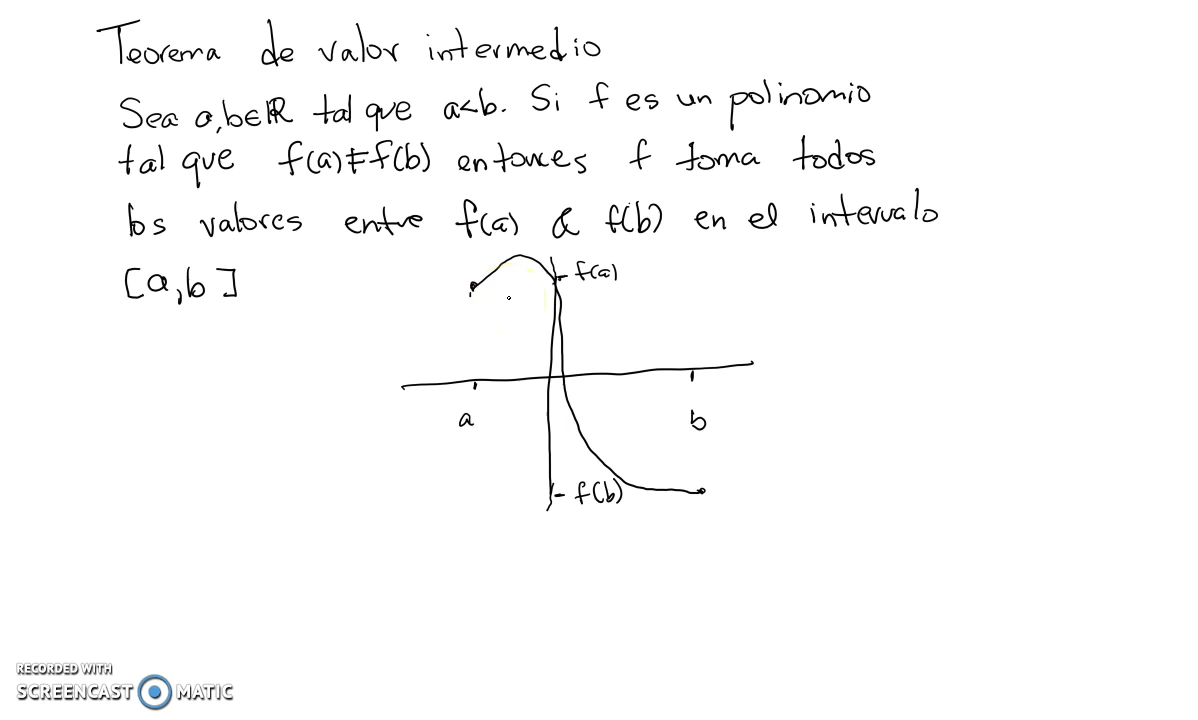 Teorema de valor intermedio
Sea a,b∈ℝ tal que a<b. Si f es un polinomio
tal que f(a)≠f(b) entonces f toma todos
los valores entre f(a) & f(b) en el intervalo
[a,b]
f(a)
a
b
f(b)
RECORDED WITH
SCREENCAST MATIC